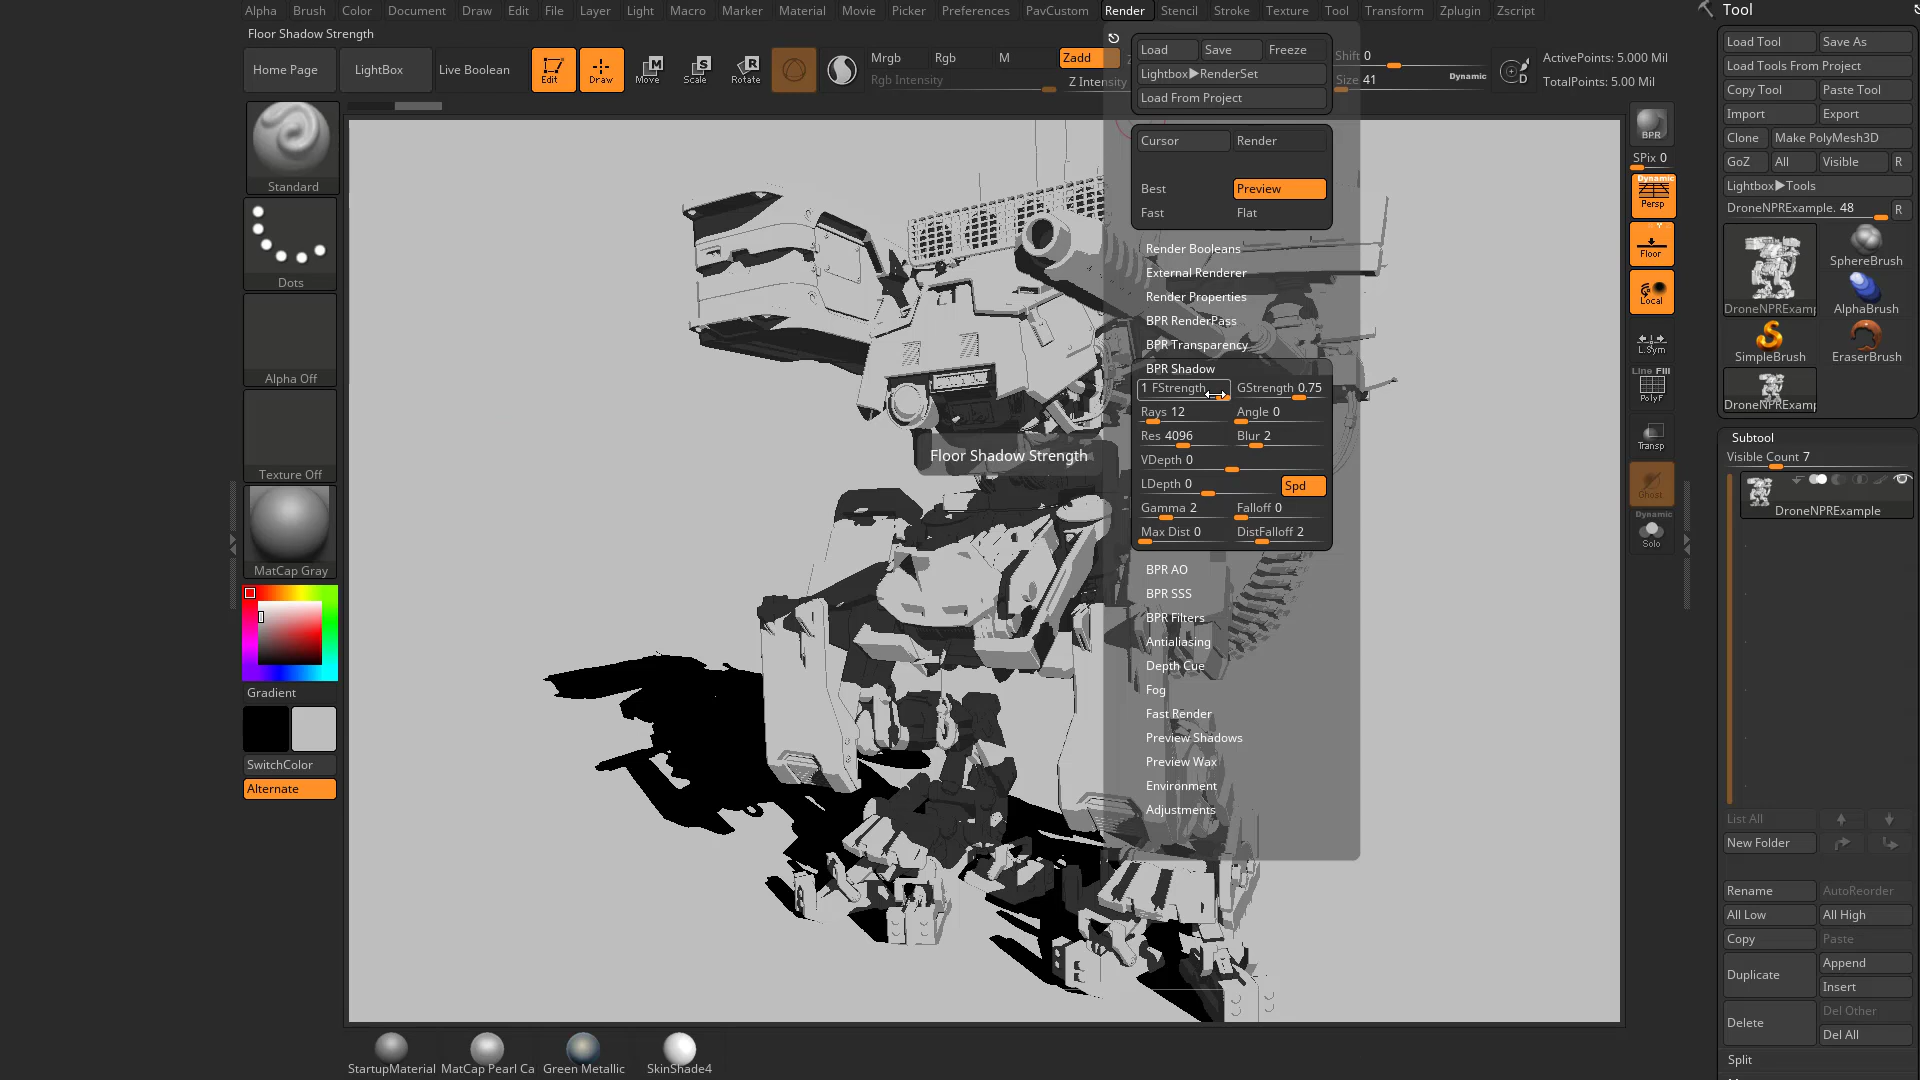 Alpha Brush Color Document Draw Edit File Layer Light Macro Marker Material Movie Picker Preferences PavCustom Render Stencil Stroke Texture Tool Transform Zplugin Zscript
Tool
Floor Shadow Strength
Home Page
LightBox
Live Boolean
Edit
Draw
Move
Scale
Rotate
Mrgb
Rgb
M
Zadd
Rgb Intensity
Z Intensity
Shift 0
Size 41
Dynamic
ActivePoints: 5.000 Mil
TotalPoints: 5.00 Mil
Standard
Dots
Alpha Off
Texture Off
MatCap Gray
Gradient
SwitchColor
Alternate
Load
Save
Freeze
Lightbox▶RenderSet
Load From Project
Cursor
Render
Best
Preview
Fast
Flat
Render Booleans
External Renderer
Render Properties
BPR RenderPass
BPR Transparency
BPR Shadow
1 FStrength
GStrength 0.75
Rays 12
Angle 0
Res 4096
Blur 2
VDepth 0
LDepth 0
Spd
Gamma 2
Falloff 0
Max Dist 0
DistFalloff 2
Floor Shadow Strength
BPR AO
BPR SSS
BPR Filters
Antialiasing
Depth Cue
Fog
Fast Render
Preview Shadows
Preview Wax
Environment
Adjustments
BPR
SPix 0
Dynamic
Persp
Floor
Local
L.Sym
Line Fill
PolyF
Transp
Ghost
Dynamic
Solo
Load Tool
Save As
Load Tools From Project
Copy Tool
Paste Tool
Import
Export
Clone
Make PolyMesh3D
GoZ
All
Visible
R
Lightbox▶Tools
DroneNPRExample. 48
R
DroneNPRExamp
SphereBrush
AlphaBrush
SimpleBrush
EraserBrush
DroneNPRExamp
Subtool
Visible Count 7
DroneNPRExample
List All
New Folder
Rename
AutoReorder
All Low
All High
Copy
Paste
Duplicate
Append
Insert
Delete
Del Other
Del All
Split
StartupMaterial
MatCap Pearl Ca
Green Metallic
SkinShade4